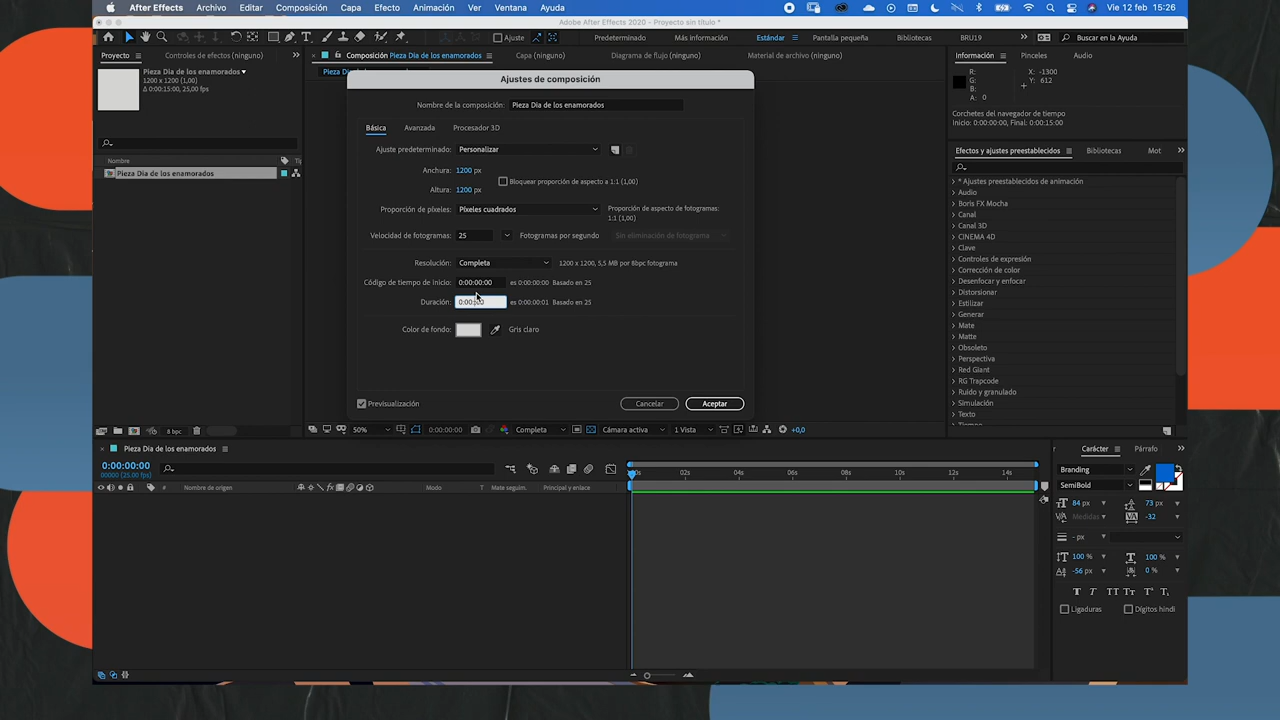 After Effects Archivo Editar Composición Capa Efecto Animación Ver Ventana Ayuda Vie 12 feb 15:26
Adobe After Effects 2020 - Proyecto sin título *
Ajuste Predeterminado Más información Estándar Pantalla pequeña Bibliotecas BRU19 Buscar en la Ayuda
Proyecto Controles de efectos (ninguno) Composición Pieza Dia de los enamorados Capa (ninguno) Diagrama de flujo (ninguno) Material de archivo (ninguno) Información Audio
Pieza Dia de los enamorados
1200 x 1200 (1,00)
Δ 0:00:15:00, 25,00 fps
Pieza Di
Ajustes de composición
Nombre de la composición: Pieza Dia de los enamorados
Básica Avanzada Procesador 3D
Ajuste predeterminado: Personalizar
Anchura: 1200 px
Bloquear proporción de aspecto a 1:1 (1,00)
Altura: 1200 px
Proporción de píxeles: Píxeles cuadrados Proporción de aspecto de fotogramas:
1:1 (1,00)
Velocidad de fotogramas: 25 Fotogramas por segundo Sin eliminación de fotograma
Resolución: Completa 1200 x 1200, 5,5 MB por 8bpc fotograma
Código de tiempo de inicio: 0:00:00:00 es 0:00:00:00 Basado en 25
Duración: es 0:00:00:01 Basado en 25
Color de fondo: Gris claro
Previsualización Cancelar Aceptar
R:
G:
B:
A: 0
X: -1300
Y: 612
Corchetes del navegador de tiempo
Inicio: 0:00:00:00, Final: 0:00:15:00
Efectos y ajustes preestablecidos Bibliotecas Mot
* Ajustes preestablecidos de animación
Audio
Boris FX Mocha
Canal
Canal 3D
CINEMA 4D
Clave
Controles de expresión
Corrección de color
Desenfocar y enfocar
Distorsionar
Estilizar
Generar
Mate
Matte
Obsoleto
Perspectiva
Red Giant
RG Trapcode
Ruido y granulado
Simulación
Texto
Tiempo
Nombre Tip
Pieza Dia de los enamorados
8 bpc 50% 0:00:00:00 Completa Cámara activa 1 Vista +0,0
Pieza Dia de los enamorados
0:00:00:00
00000 (25.00 fps)
Nombre de origen Modo T Mate seguim. Principal y enlace
02s 04s 06s 08s 10s 12s 14s
Carácter Párrafo
Branding
SemiBold
84 px 73 px
Medidas -32
- px
100 % 100 %
-56 px 0 %
Ligaduras Dígitos hindi